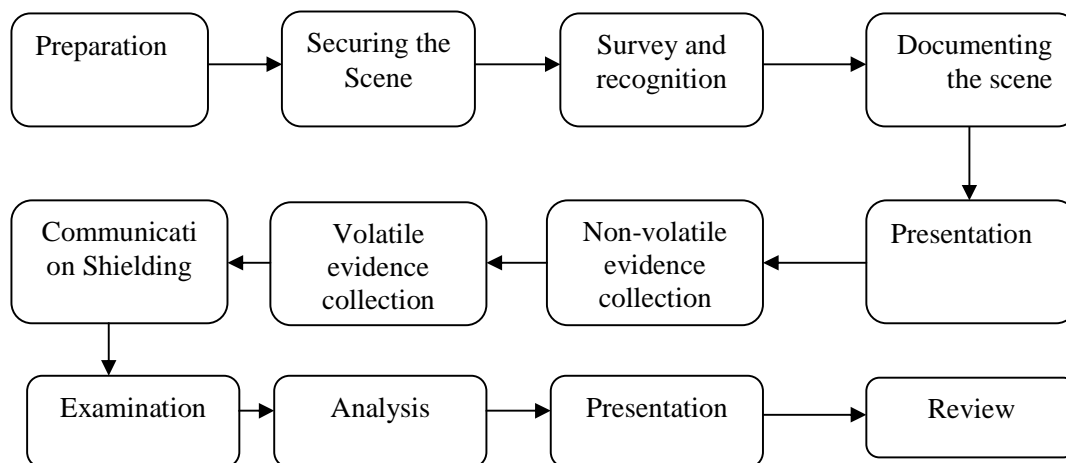 Preparation
Securing the
Scene
Survey and
recognition
Documenting
the scene
Presentation
Non-volatile
evidence
collection
Volatile
evidence
collection
Communicati
on Shielding
Examination
Analysis
Presentation
Review